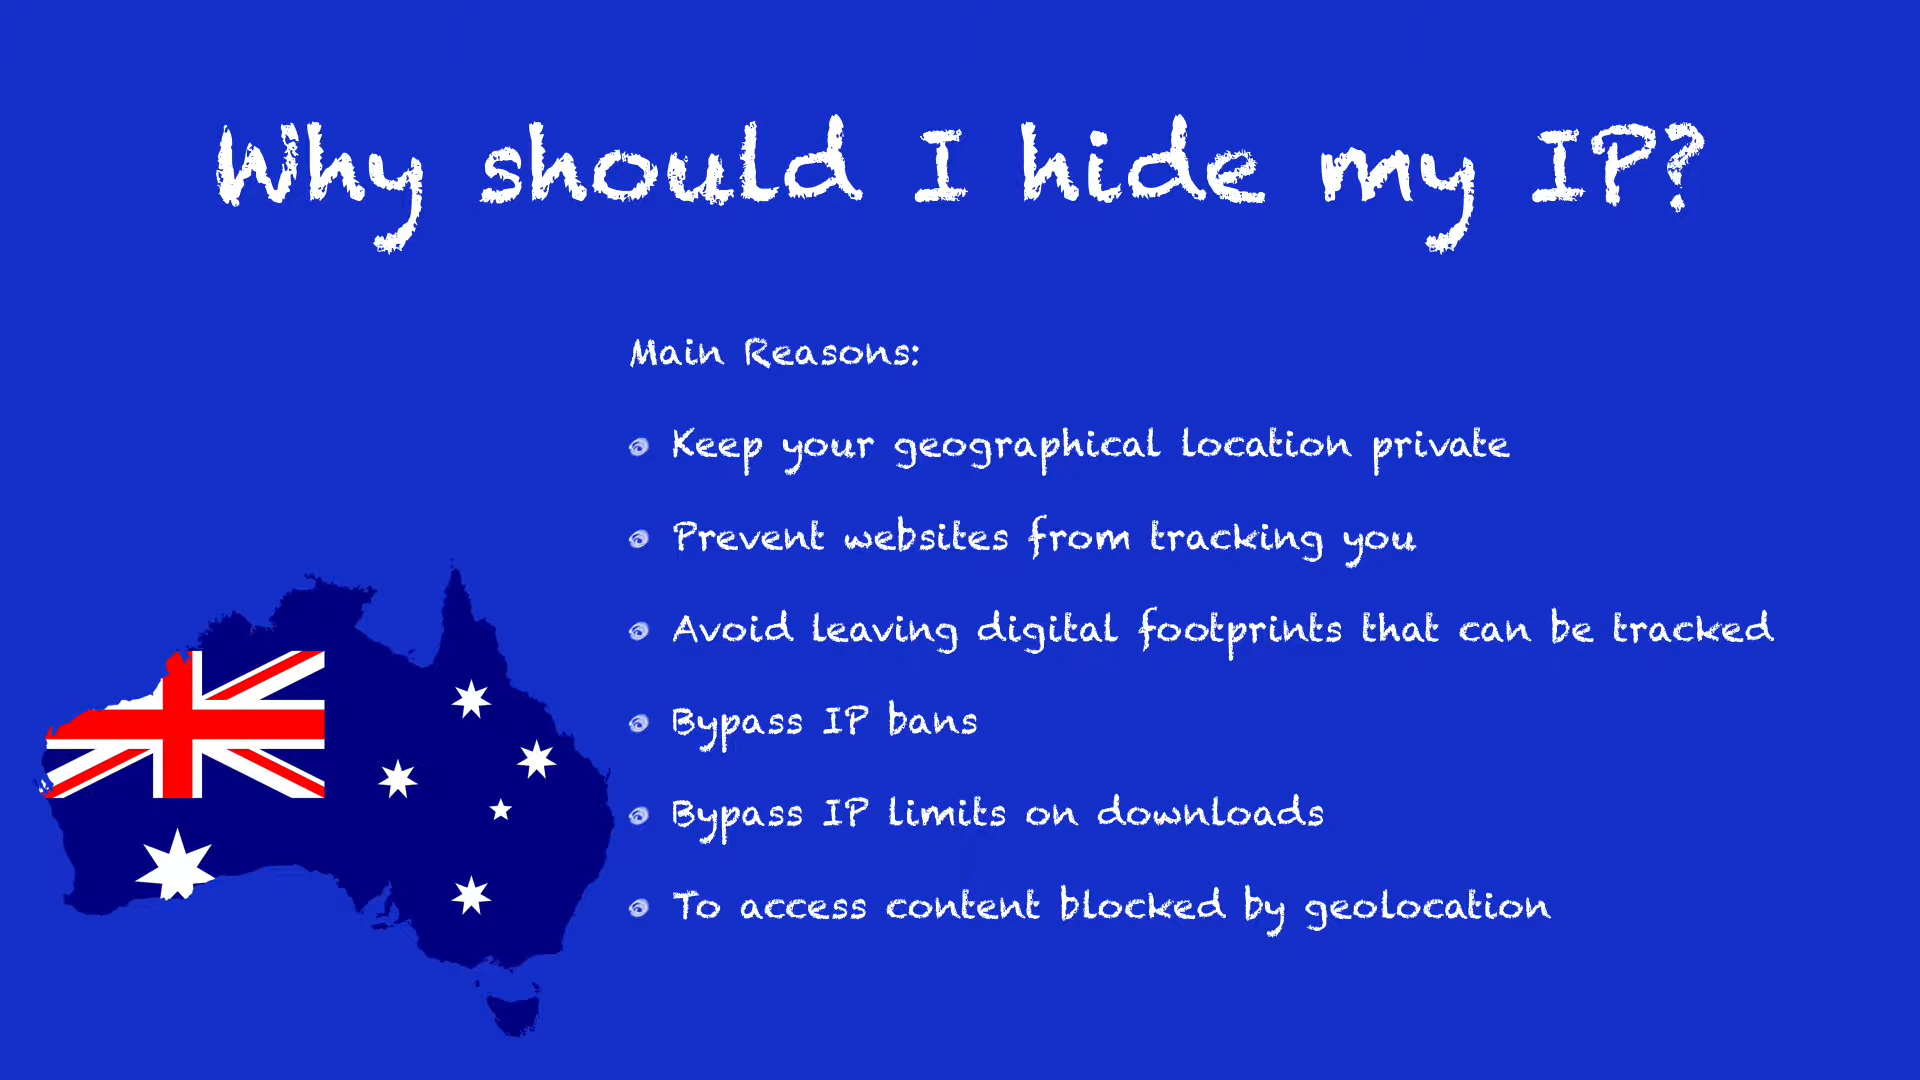 Why should I hide my IP?
Main Reasons:
Keep your geographical location private
Prevent websites from tracking you
Avoid leaving digital footprints that can be tracked
Bypass IP bans
Bypass IP limits on downloads
To access content blocked by geolocation